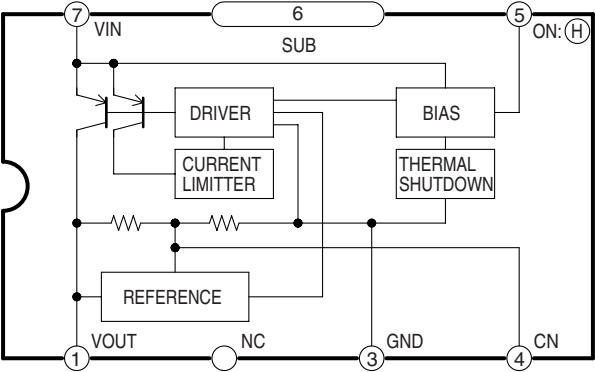 7 VIN
6
SUB
5
ON: H
DRIVER
BIAS
CURRENT
LIMITTER
THERMAL
SHUTDOWN
REFERENCE
VOUT
NC
GND
CN
1
3
4